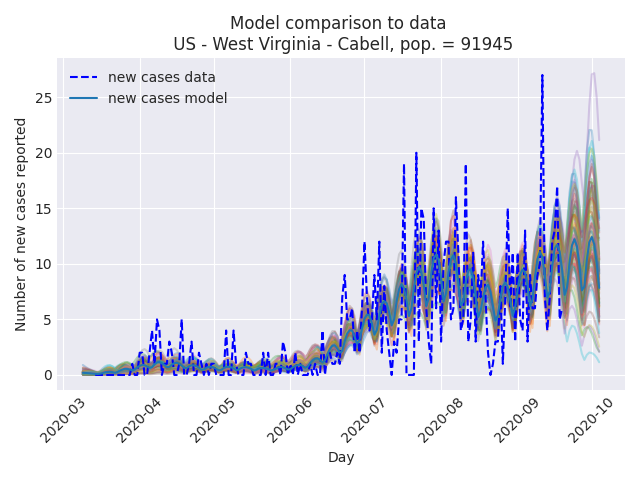 Model comparison to data
US - West Virginia - Cabell, pop. = 91945
new cases data
new cases model
Number of new cases reported
25
20
15
10
5
0
2020-03
2020-04
2020-05
2020-06
2020-07
2020-08
2020-09
2020-10
Day